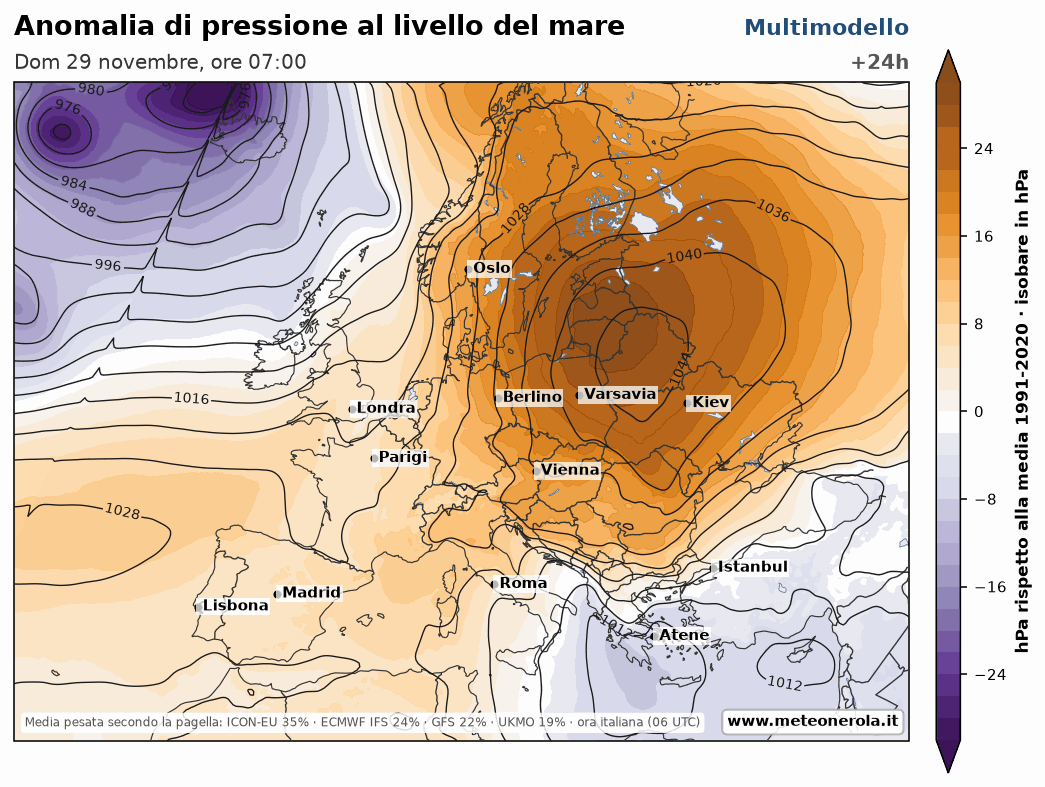 Anomalia di pressione al livello del mare
Multimodello
Dom 29 novembre, ore 07:00
+24h
980
976
976
984
988
996
1016
1028
1028
1036
1040
1044
1012
1012
Oslo
Londra
Berlino
Varsavia
Kiev
Parigi
Vienna
Istanbul
Roma
Madrid
Lisbona
Atene
24
16
8
0
−8
−16
−24
hPa rispetto alla media 1991-2020 · isobare in hPa
Media pesata secondo la pagella: ICON-EU 35% · ECMWF IFS 24% · GFS 22% · UKMO 19% · ora italiana (06 UTC)
www.meteonerola.it